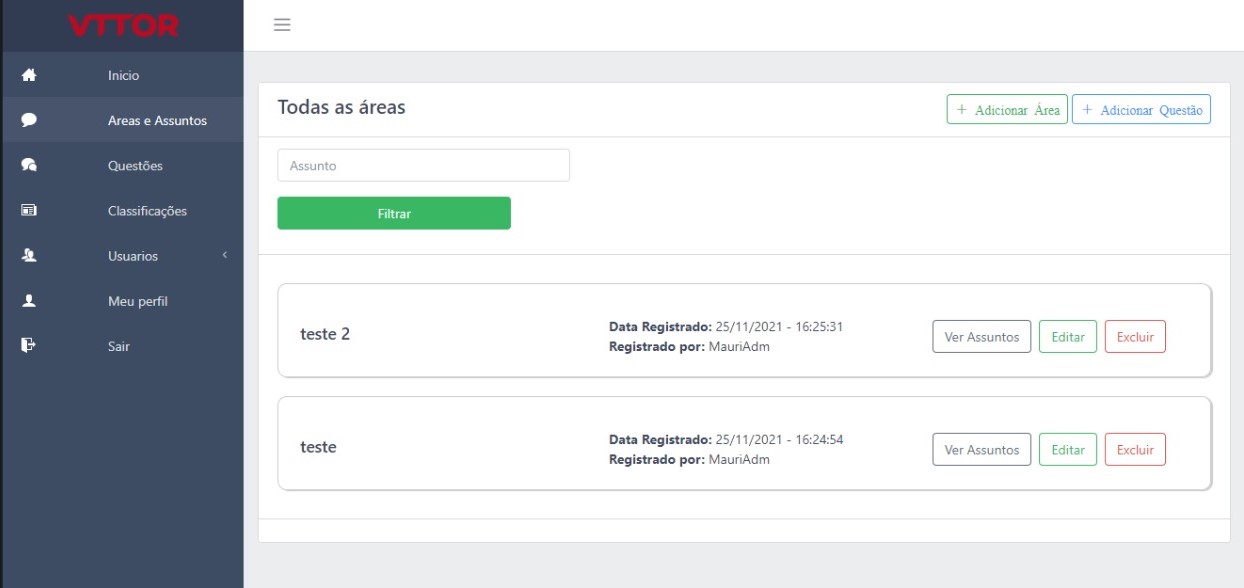 VTTOR
Inicio
Areas e Assuntos
Questões
Classificações
Usuarios
Meu perfil
Sair
Todas as áreas
+ Adicionar Área
+ Adicionar Questão
Assunto
Filtrar
teste 2
Data Registrado: 25/11/2021 - 16:25:31
Registrado por: MauriAdm
Ver Assuntos
Editar
Excluir
teste
Data Registrado: 25/11/2021 - 16:24:54
Registrado por: MauriAdm
Ver Assuntos
Editar
Excluir